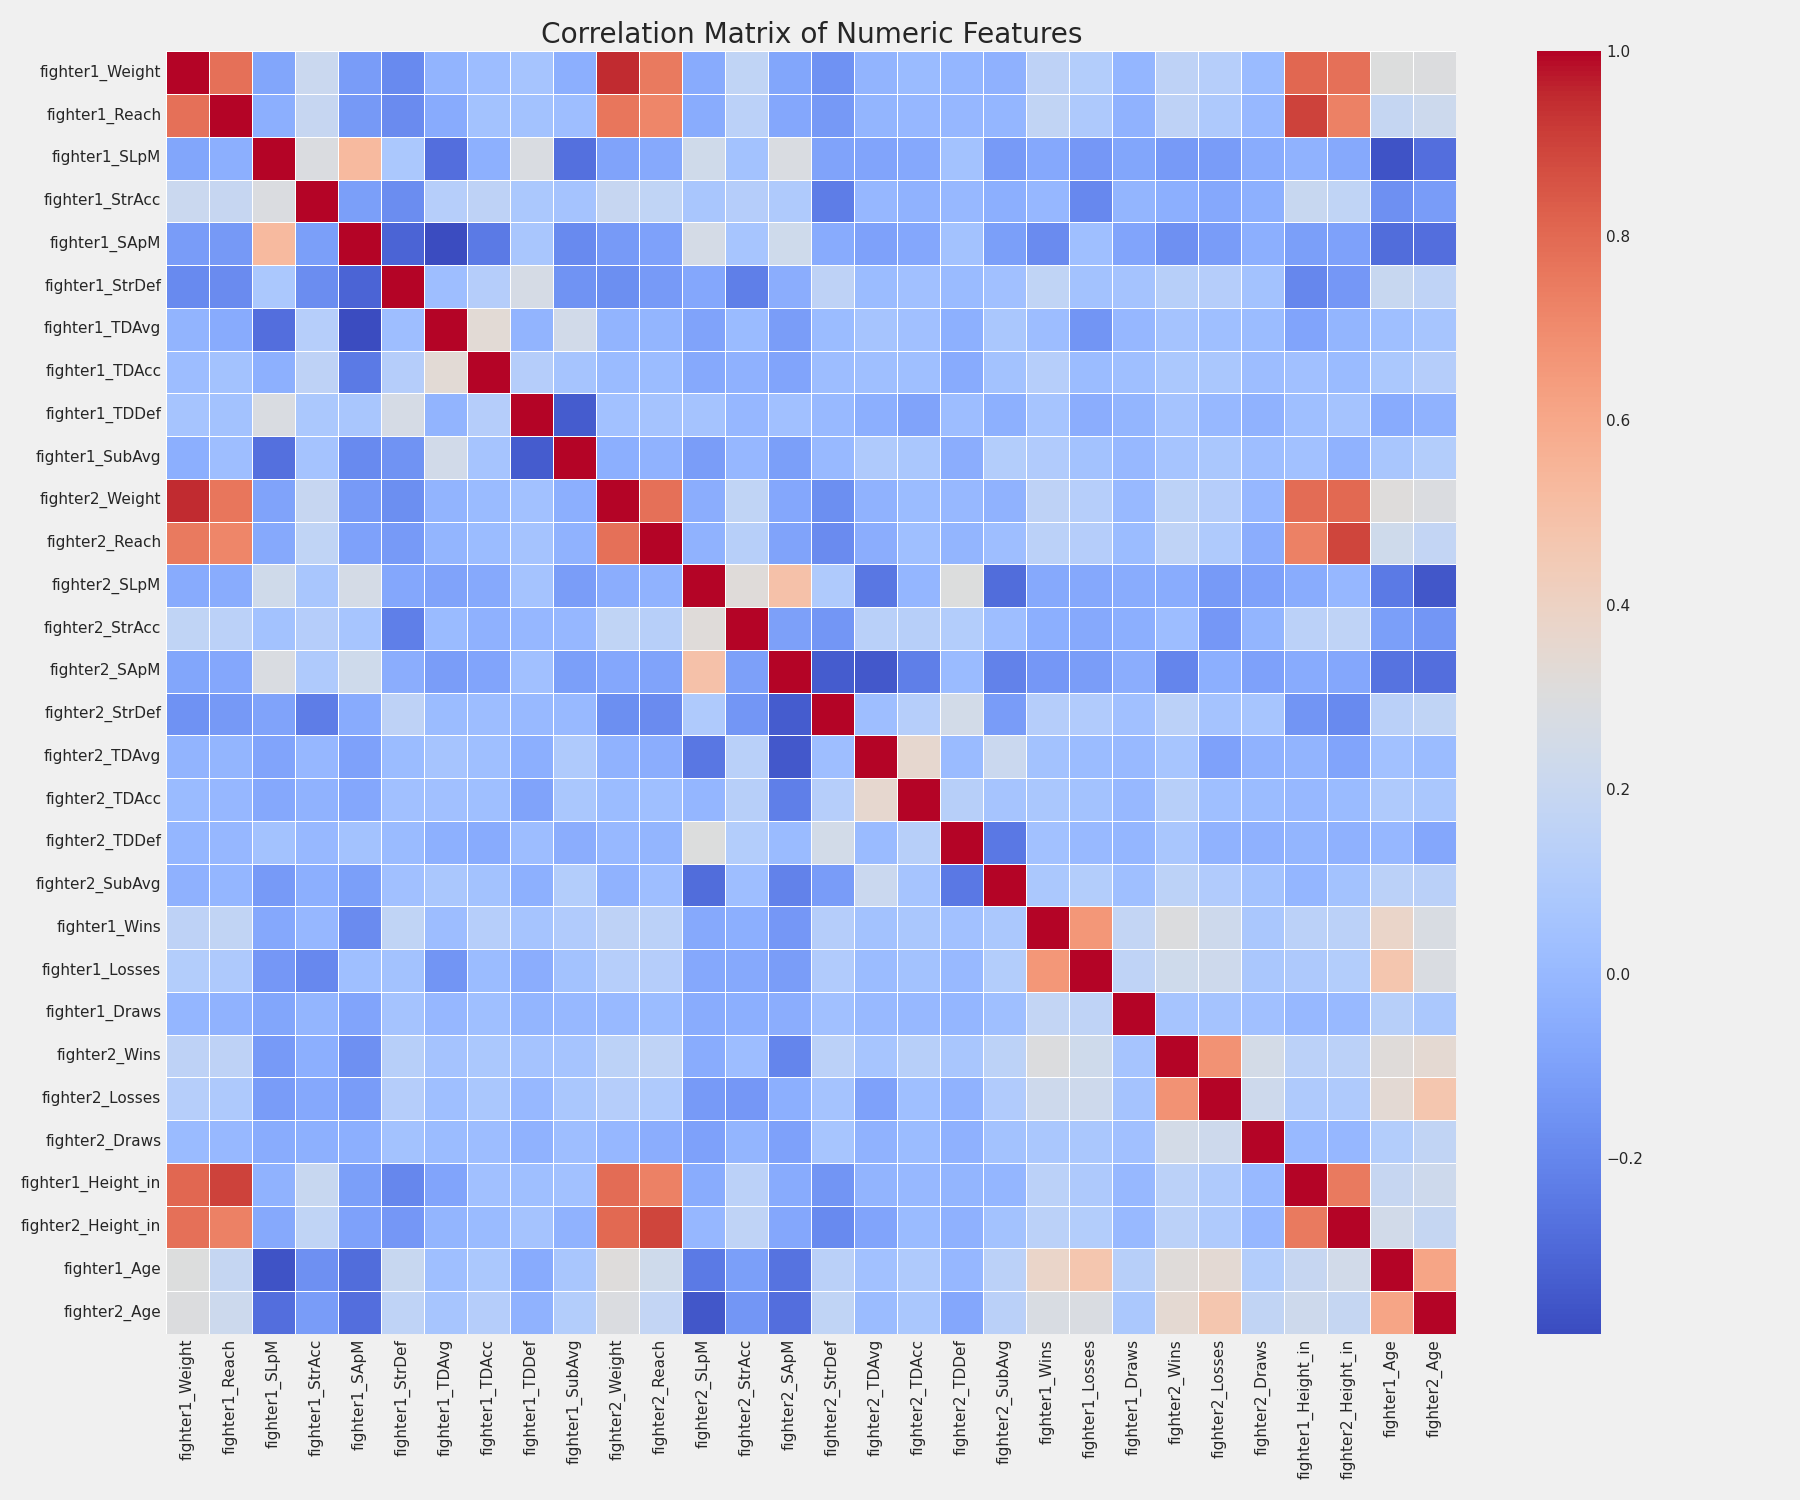 Correlation Matrix of Numeric Features
fighter1_Weight
fighter1_Reach
fighter1_SLpM
fighter1_StrAcc
fighter1_SApM
fighter1_StrDef
fighter1_TDAvg
fighter1_TDAcc
fighter1_TDDef
fighter1_SubAvg
fighter2_Weight
fighter2_Reach
fighter2_SLpM
fighter2_StrAcc
fighter2_SApM
fighter2_StrDef
fighter2_TDAvg
fighter2_TDAcc
fighter2_TDDef
fighter2_SubAvg
fighter1_Wins
fighter1_Losses
fighter1_Draws
fighter2_Wins
fighter2_Losses
fighter2_Draws
fighter1_Height_in
fighter2_Height_in
fighter1_Age
fighter2_Age
fighter1_Weight
fighter1_Reach
fighter1_SLpM
fighter1_StrAcc
fighter1_SApM
fighter1_StrDef
fighter1_TDAvg
fighter1_TDAcc
fighter1_TDDef
fighter1_SubAvg
fighter2_Weight
fighter2_Reach
fighter2_SLpM
fighter2_StrAcc
fighter2_SApM
fighter2_StrDef
fighter2_TDAvg
fighter2_TDAcc
fighter2_TDDef
fighter2_SubAvg
fighter1_Wins
fighter1_Losses
fighter1_Draws
fighter2_Wins
fighter2_Losses
fighter2_Draws
fighter1_Height_in
fighter2_Height_in
fighter1_Age
fighter2_Age
1.0
0.8
0.6
0.4
0.2
0.0
−0.2